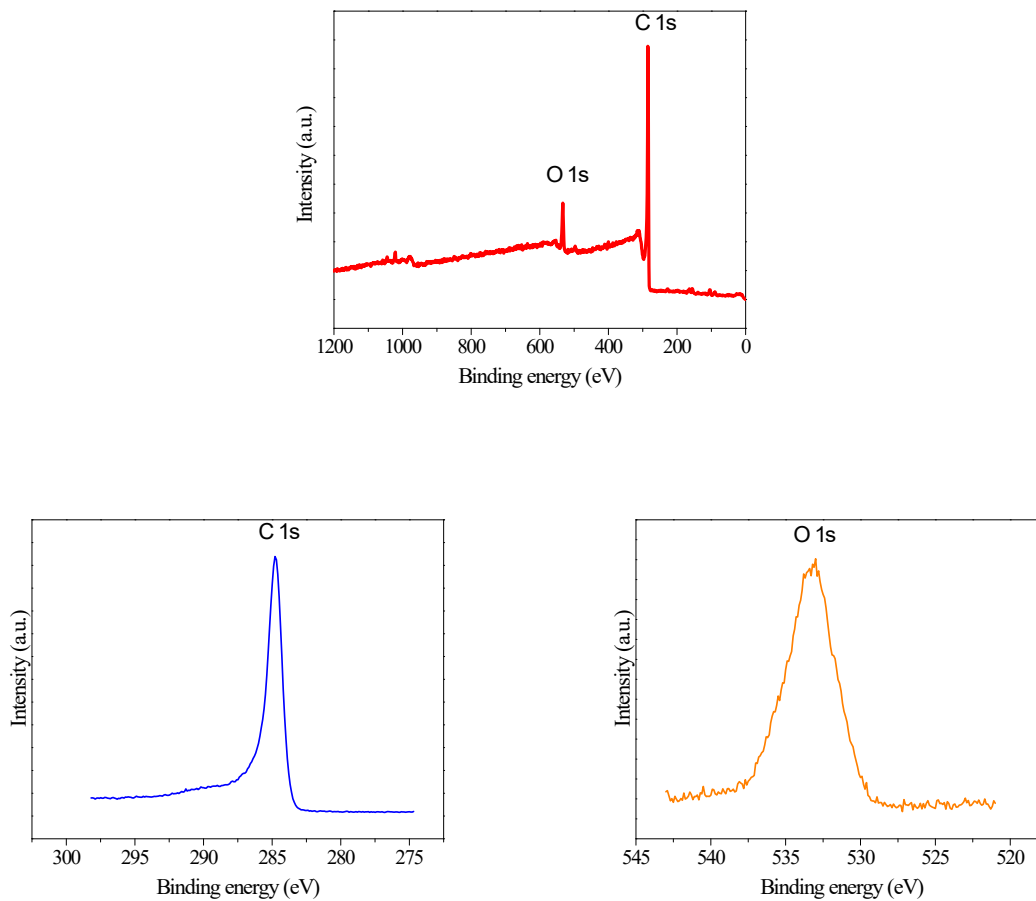 C 1s
O 1s
Intensity (a.u.)
1200 1000 800 600 400 200 0
Binding energy (eV)
C 1s
Intensity (a.u.)
300 295 290 285 280 275
Binding energy (eV)
O 1s
Intensity (a.u.)
545 540 535 530 525 520
Binding energy (eV)